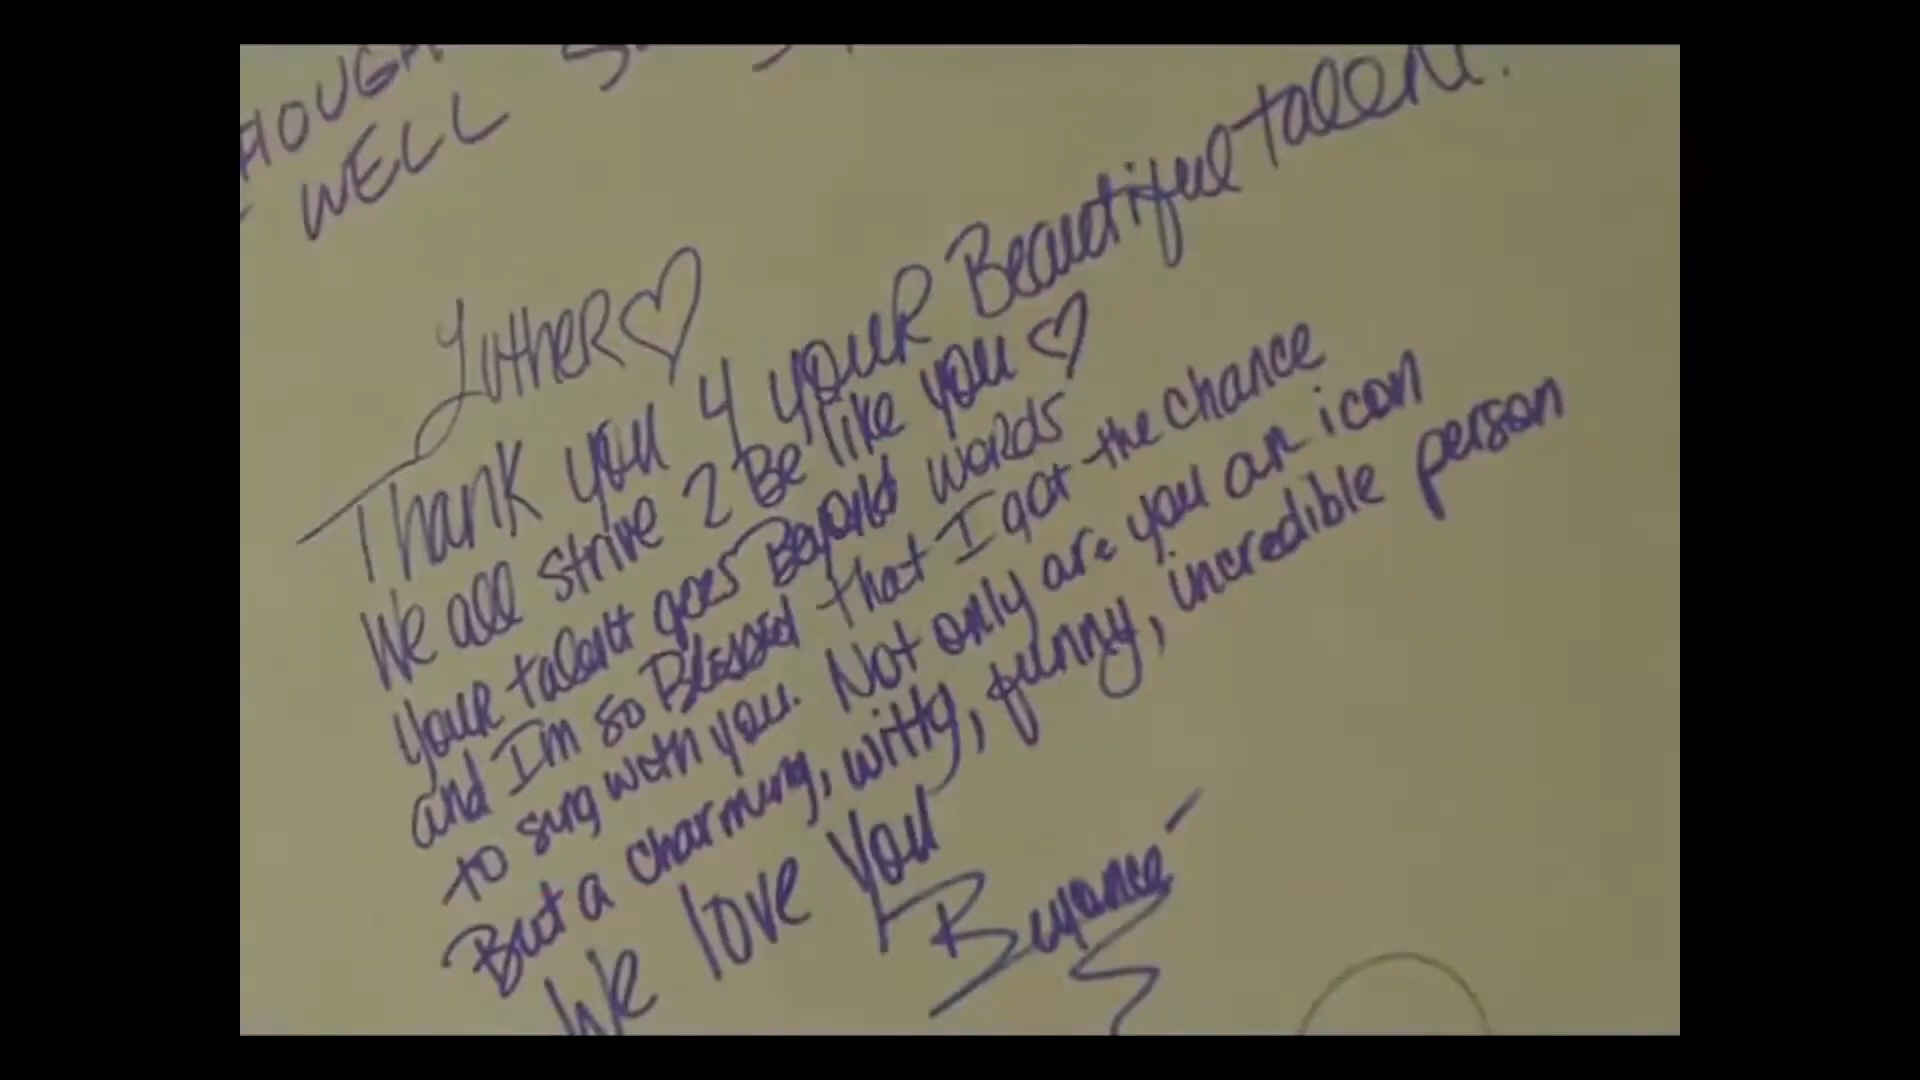 WELL
Luther♡
Thank you 4 youR Beautiful talent.
We all strive 2 Be like you ♡
youR talent goes Beyond words
and I'm so Blessed that I got the chance
to sing with you. Not only are you an icon
But a charming, witty, funny, incredible person
We love you
Beyoncé